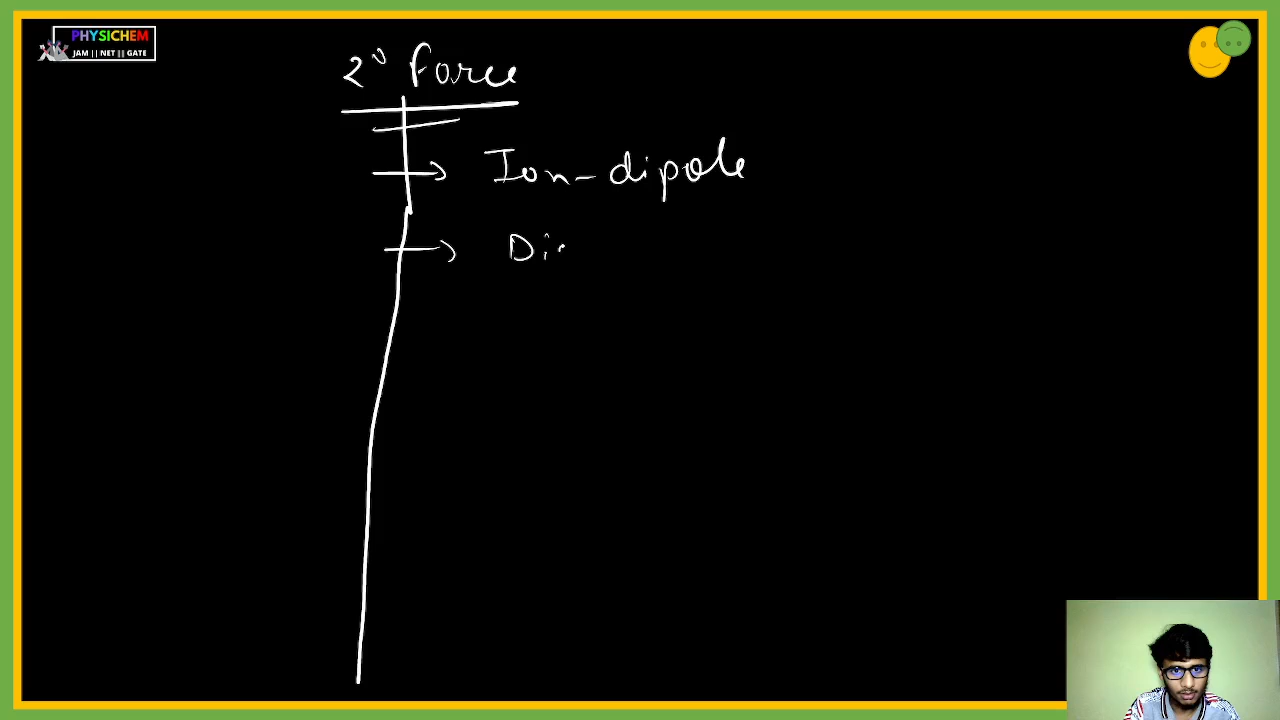 PHYSICHEM
JAM || NET || GATE
2° Force
Ion-dipole
Di